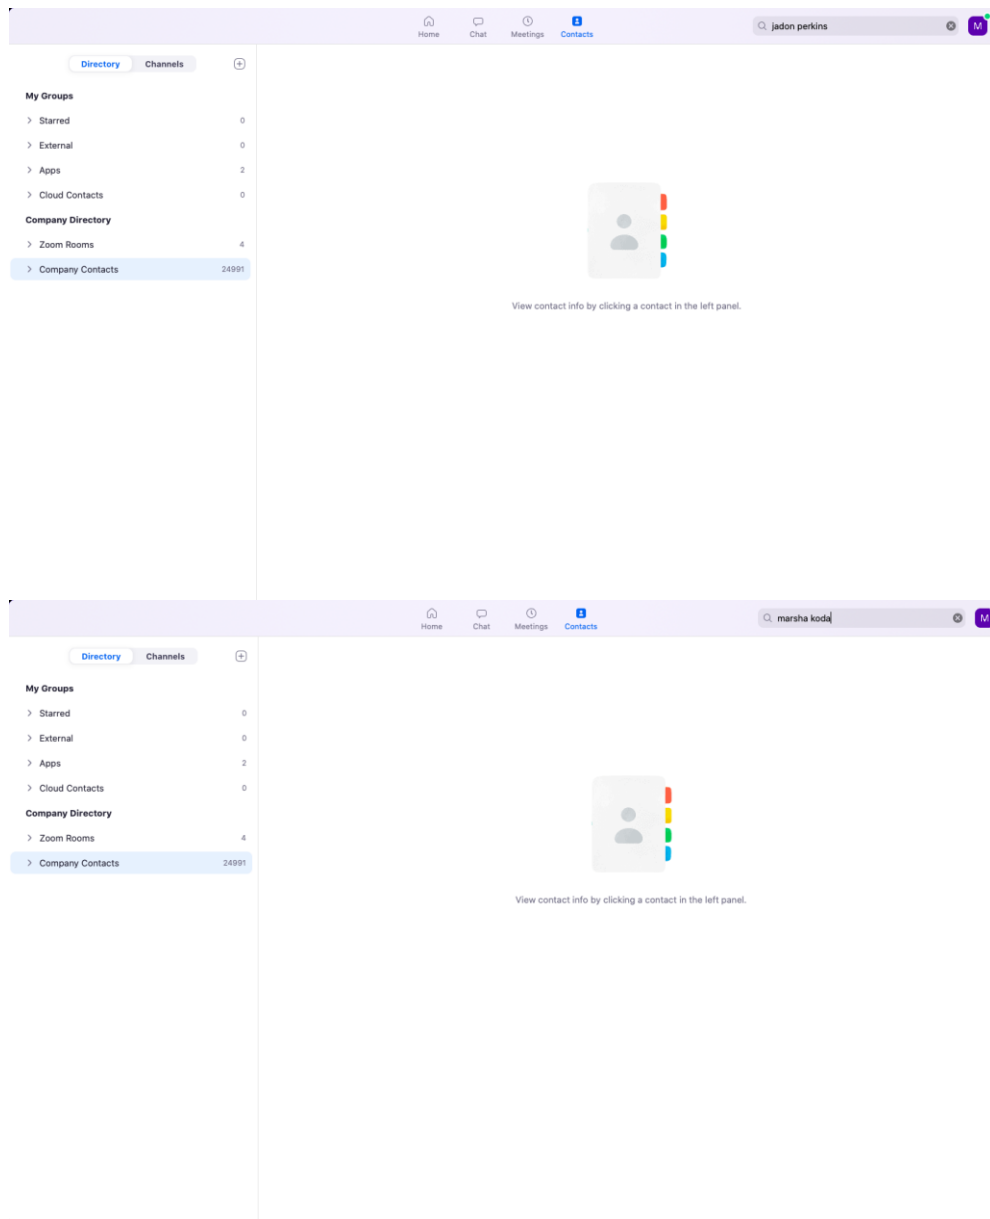 jadon perkins
M
Home Chat Meetings Contacts
Directory Channels
My Groups
Starred 0
External 0
Apps 2
Cloud Contacts 0
Company Directory
Zoom Rooms 4
Company Contacts 24991
View contact info by clicking a contact in the left panel.
marsha koda
M
Home Chat Meetings Contacts
Directory Channels
My Groups
Starred 0
External 0
Apps 2
Cloud Contacts 0
Company Directory
Zoom Rooms 4
Company Contacts 24991
View contact info by clicking a contact in the left panel.